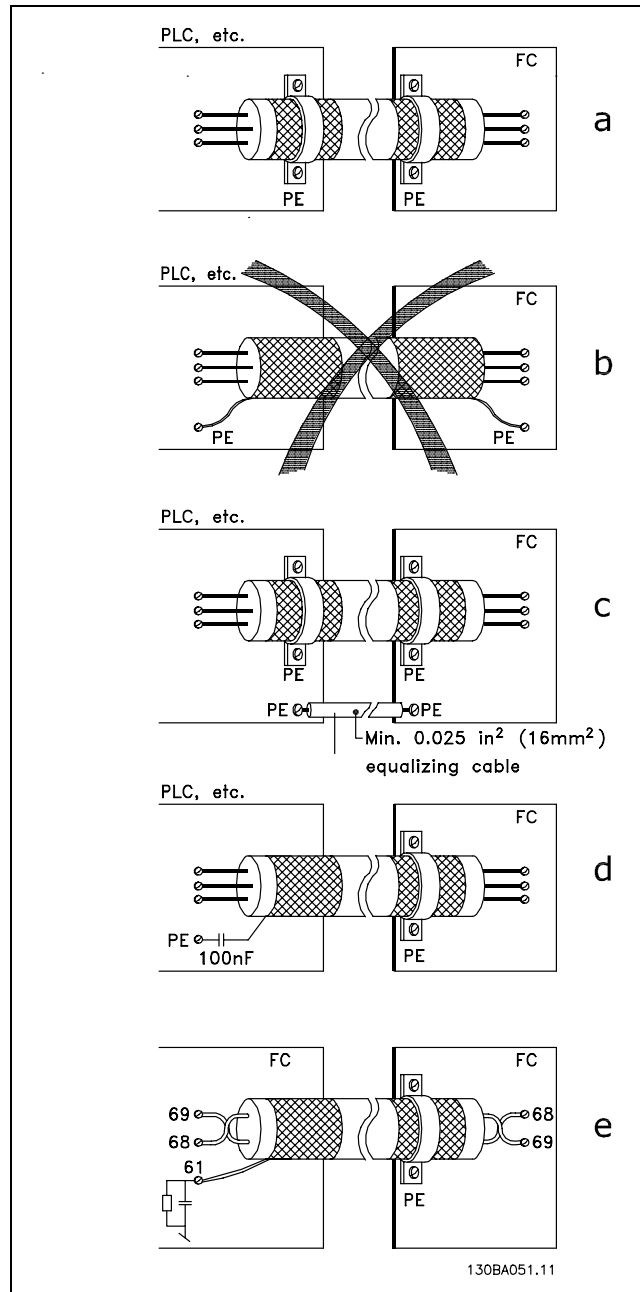 PLC, etc.
FC
PE
PE
a
PLC, etc.
FC
PE
PE
b
PLC, etc.
FC
PE
PE
PE
PE
Min. 0.025 in² (16mm²)
equalizing cable
c
PLC, etc.
FC
PE
100nF
PE
d
FC
FC
69
68
61
68
69
PE
e
130BA051.11